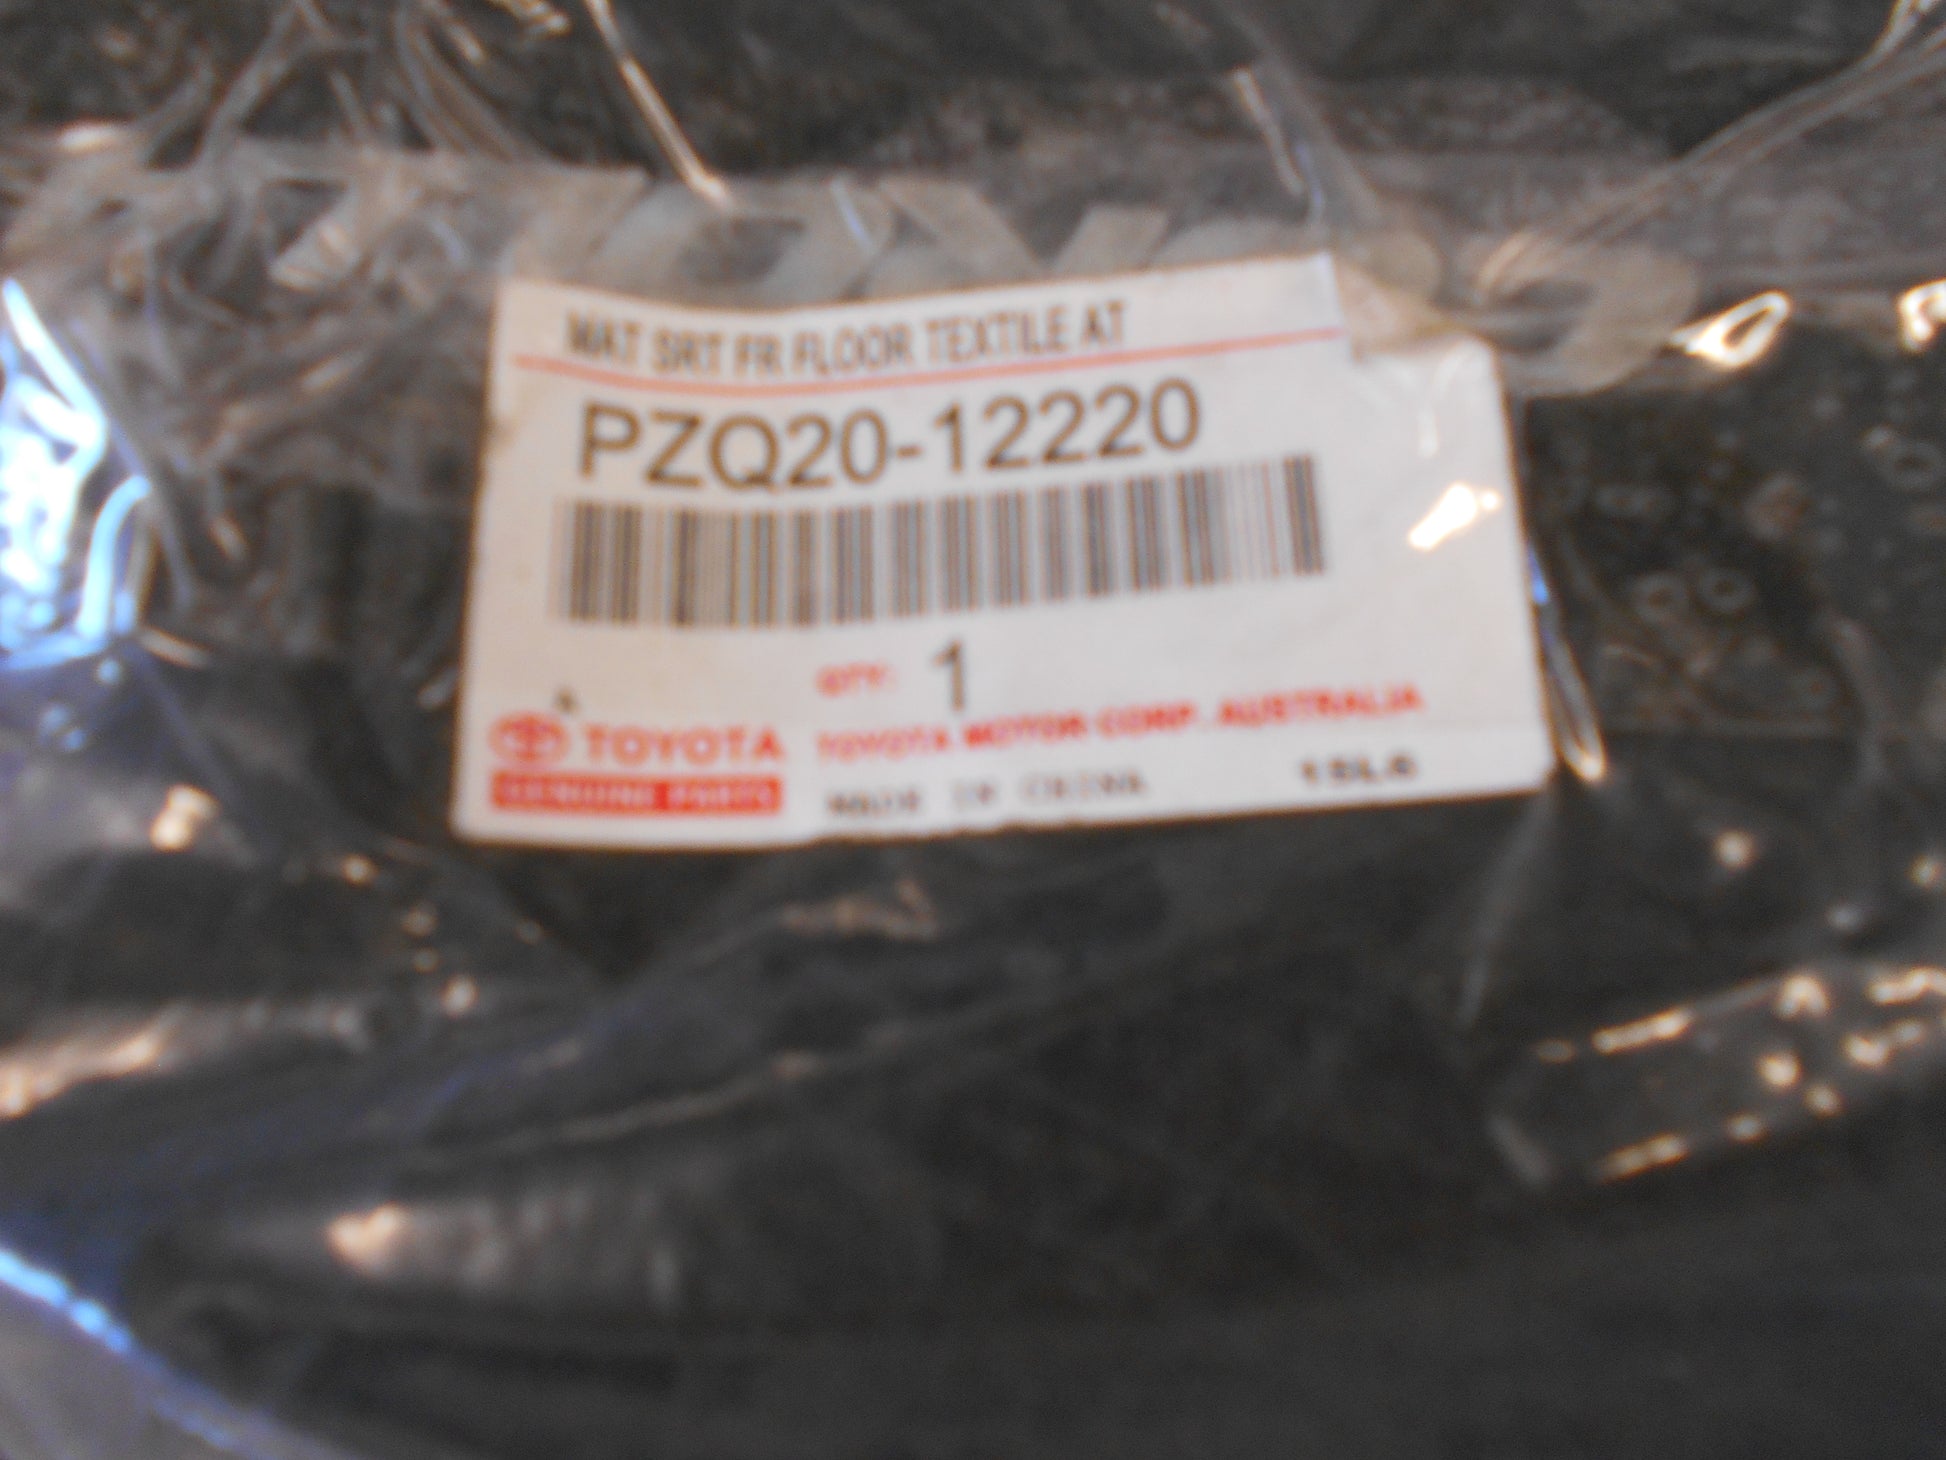 MAT SRT FR FLOOR TEXTILE AT
PZQ20-12220
QTY: 1
TOYOTA
GENUINE PARTS
TOYOTA MOTOR CORP. AUSTRALIA
MADE IN CHINA